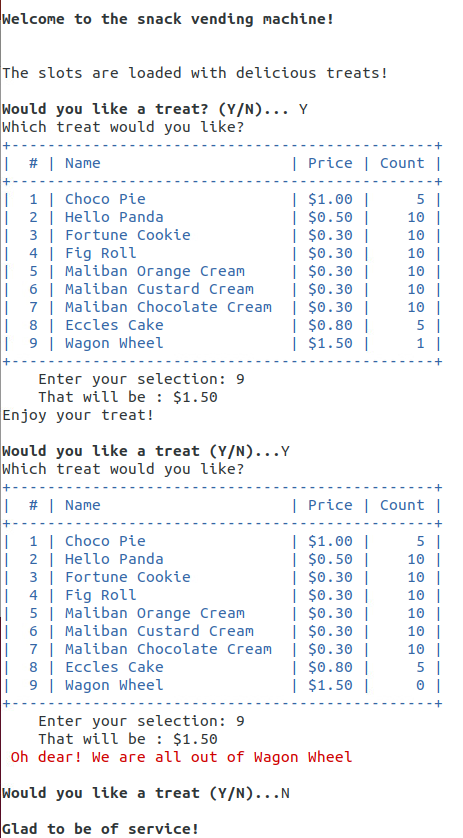 Welcome to the snack vending machine!
The slots are loaded with delicious treats!
Would you like a treat? (Y/N)... Y
Which treat would you like?
+-----------------------------------------------+
|  # | Name                      | Price | Count |
+-----------------------------------------------+
|  1 | Choco Pie                 | $1.00 |     5 |
|  2 | Hello Panda               | $0.50 |    10 |
|  3 | Fortune Cookie            | $0.30 |    10 |
|  4 | Fig Roll                  | $0.30 |    10 |
|  5 | Maliban Orange Cream      | $0.30 |    10 |
|  6 | Maliban Custard Cream     | $0.30 |    10 |
|  7 | Maliban Chocolate Cream   | $0.30 |    10 |
|  8 | Eccles Cake               | $0.80 |     5 |
|  9 | Wagon Wheel               | $1.50 |     1 |
+-----------------------------------------------+
    Enter your selection: 9
    That will be : $1.50
Enjoy your treat!
Would you like a treat (Y/N)...Y
Which treat would you like?
+-----------------------------------------------+
|  # | Name                      | Price | Count |
+-----------------------------------------------+
|  1 | Choco Pie                 | $1.00 |     5 |
|  2 | Hello Panda               | $0.50 |    10 |
|  3 | Fortune Cookie            | $0.30 |    10 |
|  4 | Fig Roll                  | $0.30 |    10 |
|  5 | Maliban Orange Cream      | $0.30 |    10 |
|  6 | Maliban Custard Cream     | $0.30 |    10 |
|  7 | Maliban Chocolate Cream   | $0.30 |    10 |
|  8 | Eccles Cake               | $0.80 |     5 |
|  9 | Wagon Wheel               | $1.50 |     0 |
+-----------------------------------------------+
    Enter your selection: 9
    That will be : $1.50
 Oh dear! We are all out of Wagon Wheel
Would you like a treat (Y/N)...N
Glad to be of service!